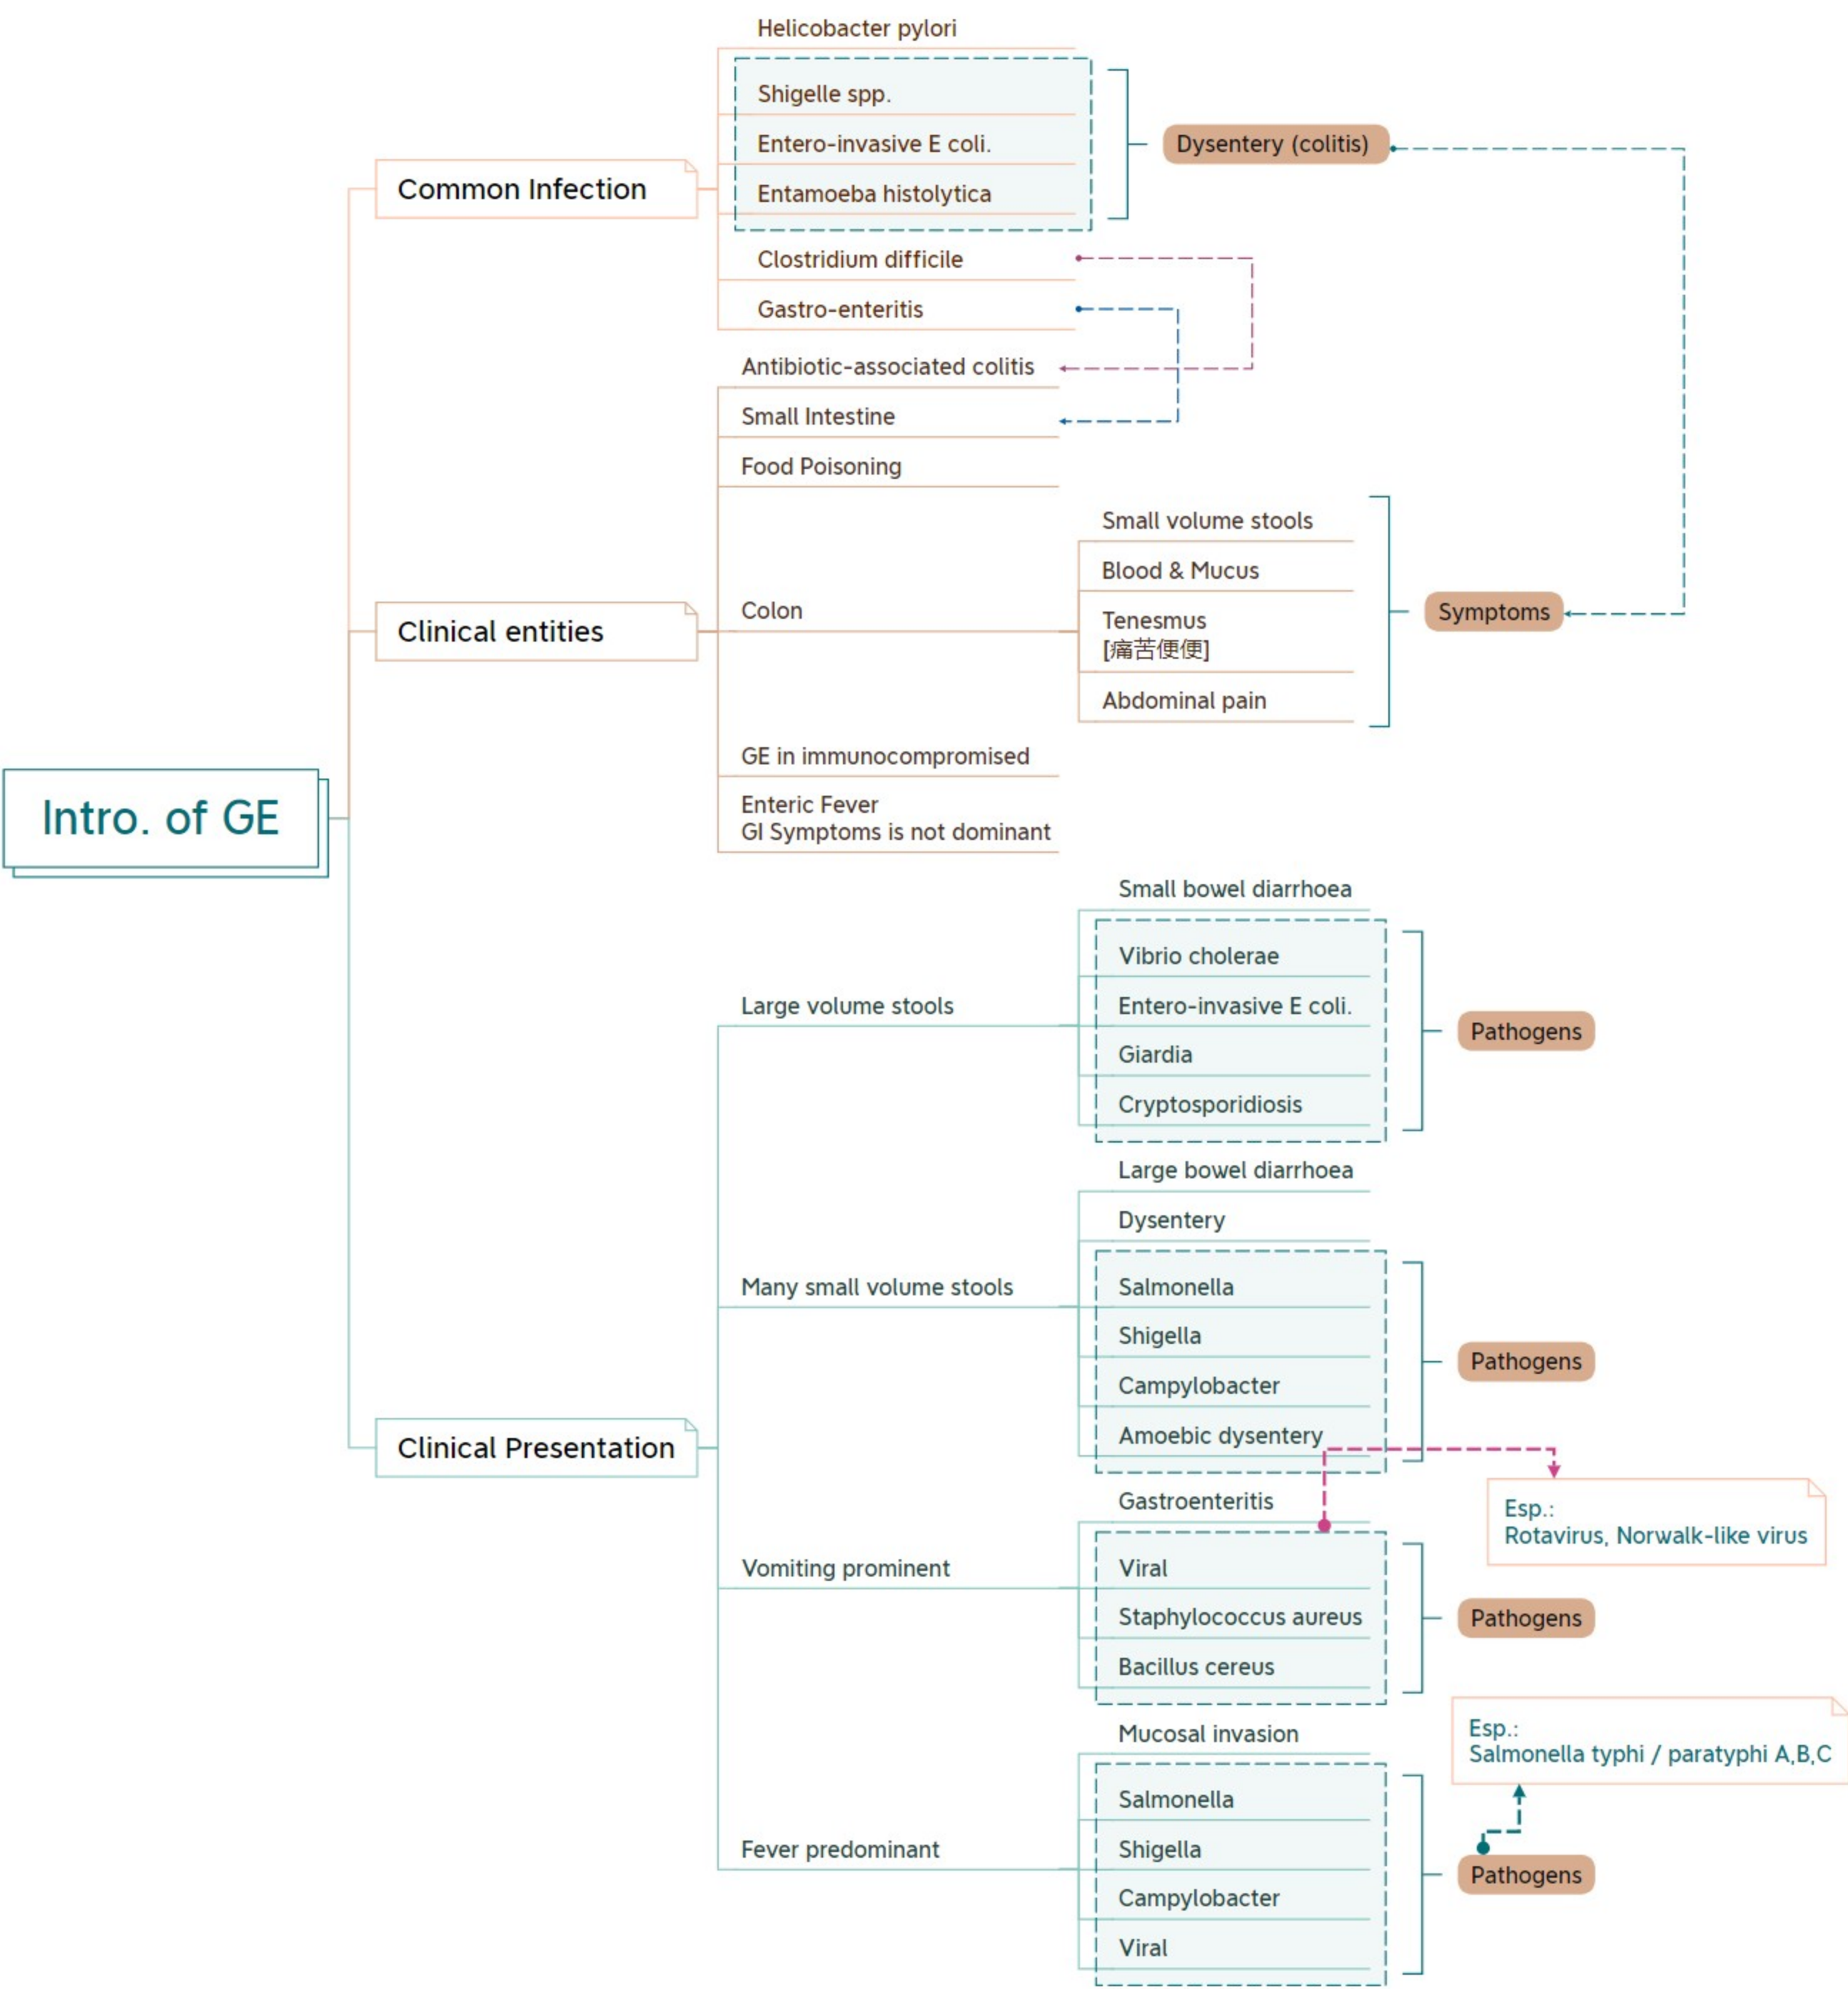 Intro. of GE
Common Infection
Helicobacter pylori
Shigelle spp.
Entero-invasive E coli.
Entamoeba histolytica
Dysentery (colitis)
Clostridium difficile
Gastro-enteritis
Clinical entities
Antibiotic-associated colitis
Small Intestine
Food Poisoning
Colon
Small volume stools
Blood & Mucus
Tenesmus
[痛苦便便]
Abdominal pain
Symptoms
GE in immunocompromised
Enteric Fever
GI Symptoms is not dominant
Clinical Presentation
Large volume stools
Small bowel diarrhoea
Vibrio cholerae
Entero-invasive E coli.
Giardia
Cryptosporidiosis
Pathogens
Many small volume stools
Large bowel diarrhoea
Dysentery
Salmonella
Shigella
Campylobacter
Amoebic dysentery
Pathogens
Vomiting prominent
Gastroenteritis
Viral
Staphylococcus aureus
Bacillus cereus
Pathogens
Esp.:
Rotavirus, Norwalk-like virus
Fever predominant
Mucosal invasion
Salmonella
Shigella
Campylobacter
Viral
Pathogens
Esp.:
Salmonella typhi / paratyphi A,B,C